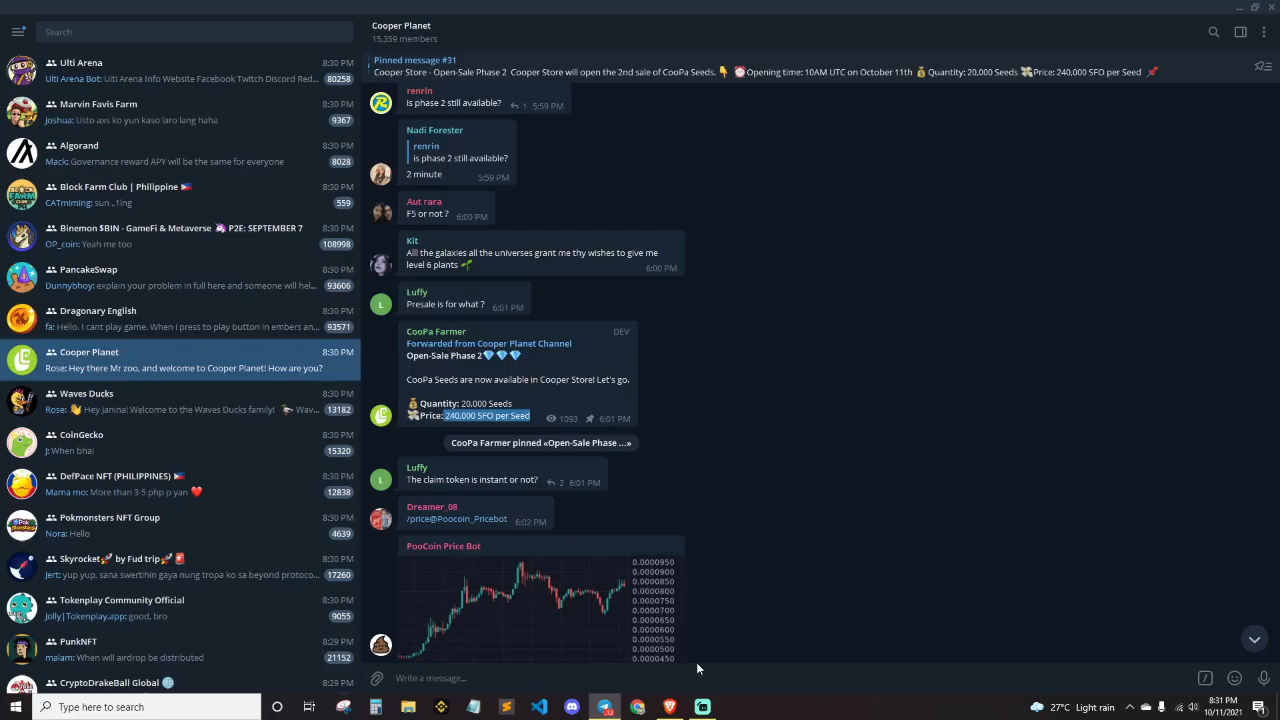 Search
Ulti Arena 8:30 PM
Ulti Arena Bot: Ulti Arena Info Website Facebook Twitch Discord Red... 80258
Marvin Favis Farm 8:30 PM
Joshua: Usto axs ko yun kaso laro lang haha 9367
Algorand 8:30 PM
Mack: Governance reward APY will be the same for everyone 8028
Block Farm Club | Philippine 🇵🇭 8:30 PM
CATmiming: sun ..1ing 559
Binemon $BIN - GameFi & Metaverse 🦄 P2E: SEPTEMBER 7 8:30 PM
OP_coin: Yeah me too 108998
PancakeSwap 8:30 PM
Dunnybhoy: explain your problem in full here and someone will hel... 93606
Dragonary English 8:30 PM
fa: Hello, I cant play game. When I press to play button in embers an... 93571
Cooper Planet 8:30 PM
Rose: Hey there Mr zoo, and welcome to Cooper Planet! How are you?
Waves Ducks 8:30 PM
Rose: 👋 Hey Janina! Welcome to the Waves Ducks family! Wave... 13182
CoinGecko 8:30 PM
J: When bhai 15320
DefPace NFT (PHILIPPINES) 🇵🇭 8:30 PM
Mama mo: More than 3-5 php p yan ❤️ 12838
Pokmonsters NFT Group 8:30 PM
Nora: Hello 4639
Skyrocket🚀 by Fud trip🚀🚨 8:30 PM
Jert: yup yup, sana swertihin gaya nung tropa ko sa beyond protoco... 17260
Tokenplay Community Official 8:30 PM
Jolly|Tokenplay.app: good, bro 9055
PunkNFT 8:29 PM
malam: When will airdrop be distributed 21152
CryptoDrakeBall Global 🌐 8:29 PM
Cooper Planet
15,359 members
Pinned message #31
Cooper Store - Open-Sale Phase 2 Cooper Store will open the 2nd sale of CooPa Seeds. 👇 ⏰Opening time: 10AM UTC on October 11th 💰Quantity: 20,000 Seeds 💸Price: 240,000 SFO per Seed 📌
renrin
is phase 2 still available? 1 5:59 PM
Nadi Forester
renrin
is phase 2 still available?
2 minute 5:59 PM
Aut rara
F5 or not ? 6:00 PM
Kit
All the galaxies all the universes grant me thy wishes to give me
level 6 plants 🌱 6:00 PM
Luffy
Presale is for what ? 6:01 PM
CooPa Farmer DEV
Forwarded from Cooper Planet Channel
Open-Sale Phase 2💎💎💎
CooPa Seeds are now available in Cooper Store! Let's go.
💰Quantity: 20,000 Seeds
💸Price: 240,000 SFO per Seed 1093 6:01 PM
CooPa Farmer pinned «Open-Sale Phase ...»
Luffy
The claim token is instant or not? 2 6:01 PM
Dreamer_08
/price@Poocoin_Pricebot 6:02 PM
PooCoin Price Bot
0.0000950
0.0000900
0.0000850
0.0000800
0.0000750
0.0000700
0.0000650
0.0000600
0.0000550
0.0000500
0.0000450
Write a message...
Type here to search
27°C Light rain
8:31 PM
10/11/2021